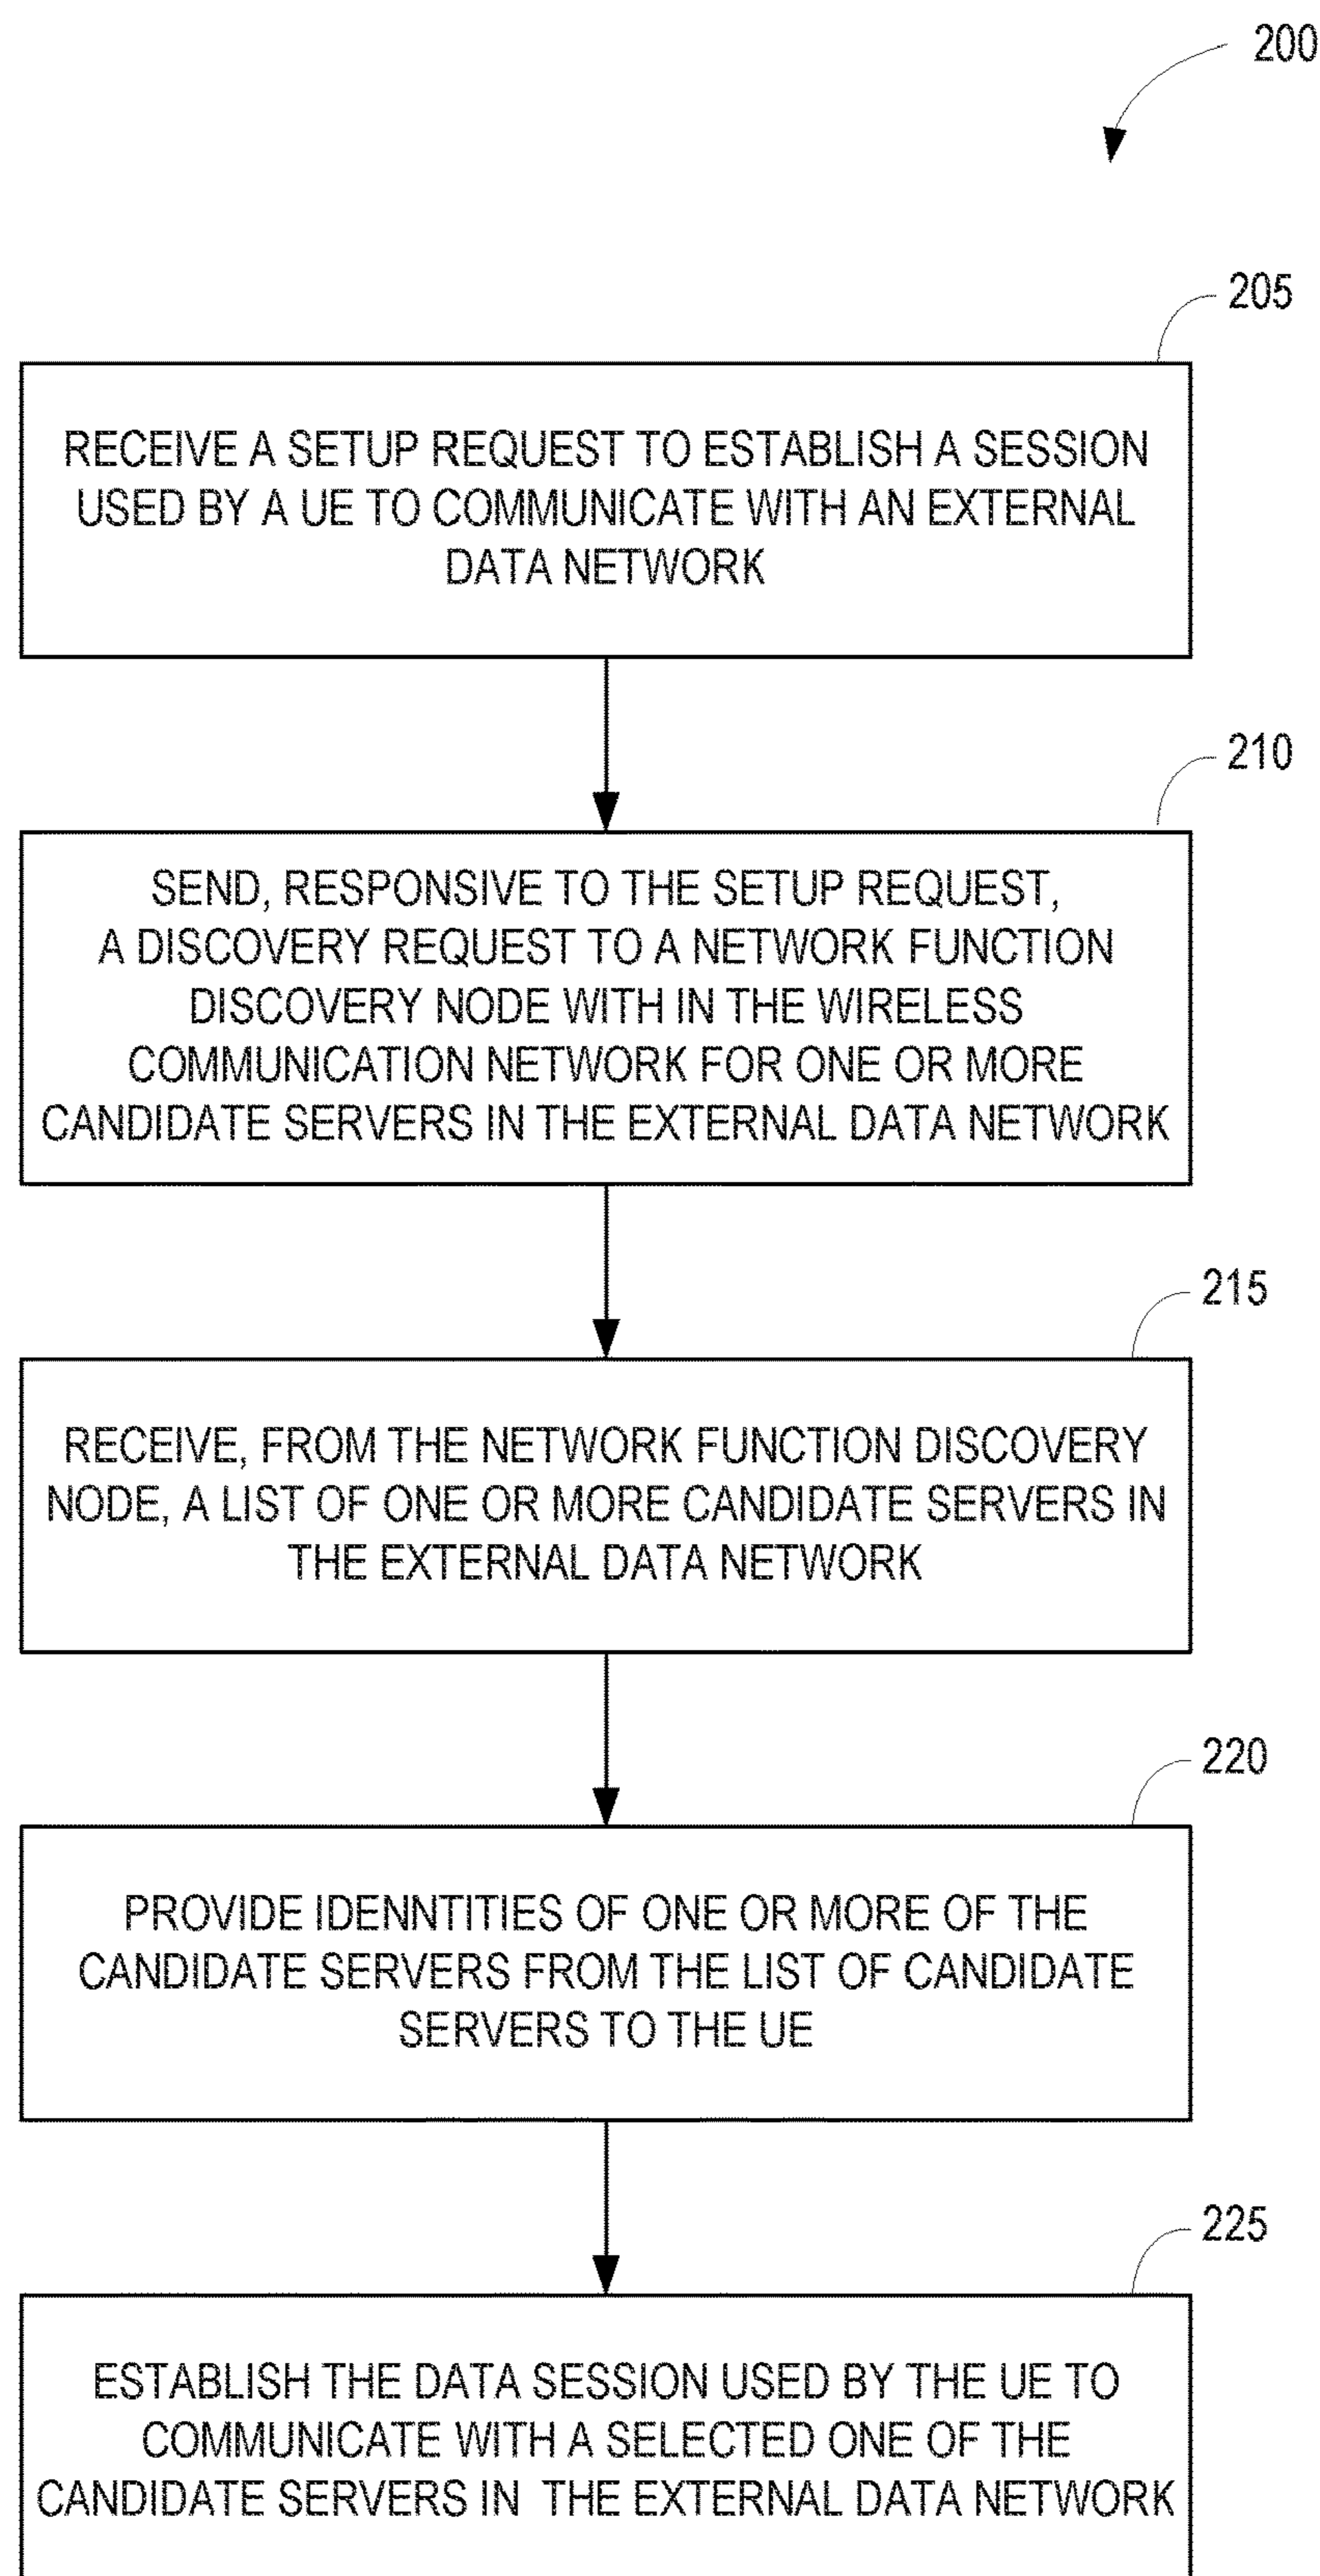 200
205
RECEIVE A SETUP REQUEST TO ESTABLISH A SESSION
USED BY A UE TO COMMUNICATE WITH AN EXTERNAL
DATA NETWORK
210
SEND, RESPONSIVE TO THE SETUP REQUEST,
A DISCOVERY REQUEST TO A NETWORK FUNCTION
DISCOVERY NODE WITH IN THE WIRELESS
COMMUNICATION NETWORK FOR ONE OR MORE
CANDIDATE SERVERS IN THE EXTERNAL DATA NETWORK
215
RECEIVE, FROM THE NETWORK FUNCTION DISCOVERY
NODE, A LIST OF ONE OR MORE CANDIDATE SERVERS IN
THE EXTERNAL DATA NETWORK
220
PROVIDE IDENNTITIES OF ONE OR MORE OF THE
CANDIDATE SERVERS FROM THE LIST OF CANDIDATE
SERVERS TO THE UE
225
ESTABLISH THE DATA SESSION USED BY THE UE TO
COMMUNICATE WITH A SELECTED ONE OF THE
CANDIDATE SERVERS IN THE EXTERNAL DATA NETWORK